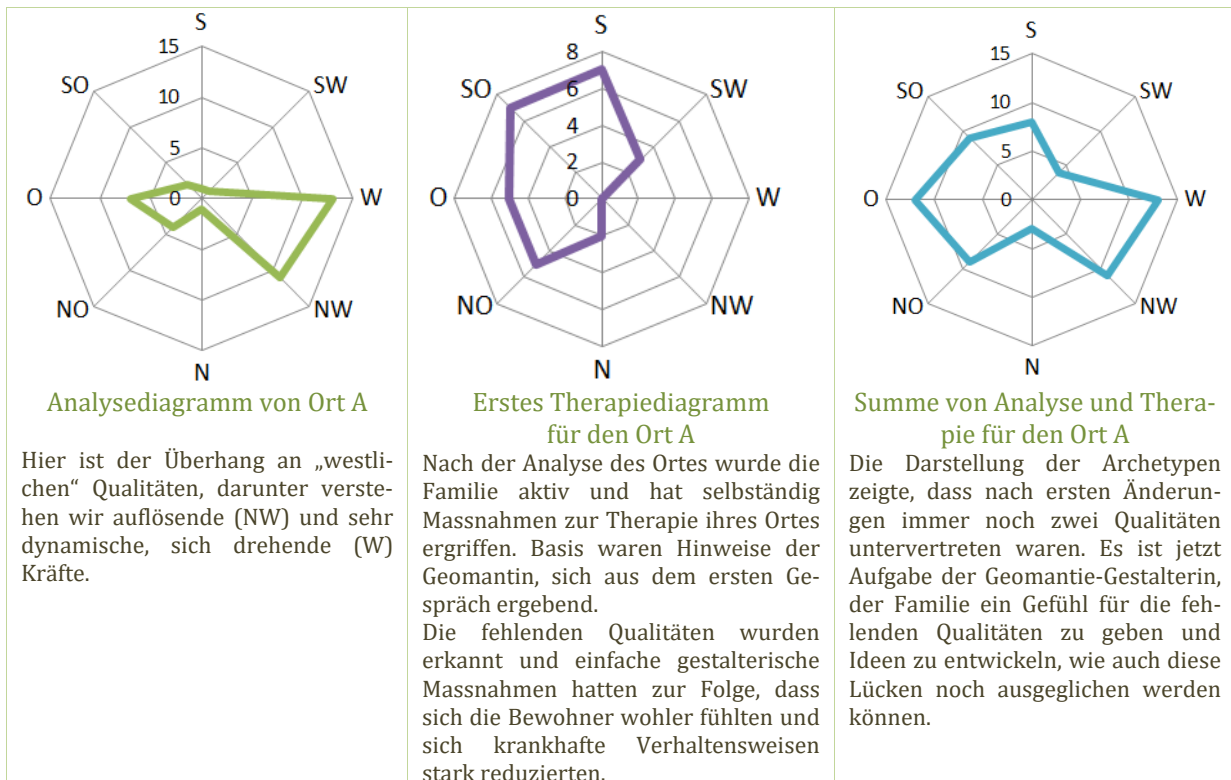 S
15
SO
SW
10
5
O
0
W
NO
NW
N
Analysediagramm von Ort A
Hier ist der Überhang an „westli-
chen“ Qualitäten, darunter verste-
hen wir auflösende (NW) und sehr
dynamische, sich drehende (W)
Kräfte.
S
8
SO
6
SW
4
2
O
0
W
NO
NW
N
Erstes Therapiediagramm
für den Ort A
Nach der Analyse des Ortes wurde die
Familie aktiv und hat selbständig
Massnahmen zur Therapie ihres Ortes
ergriffen. Basis waren Hinweise der
Geomantin, sich aus dem ersten Ge-
spräch ergebend.
Die fehlenden Qualitäten wurden
erkannt und einfache gestalterische
Massnahmen hatten zur Folge, dass
sich die Bewohner wohler fühlten und
sich krankhafte Verhaltensweisen
stark reduzierten.
S
15
SO
SW
10
5
O
0
W
NO
NW
N
Summe von Analyse und Thera-
pie für den Ort A
Die Darstellung der Archetypen
zeigte, dass nach ersten Änderun-
gen immer noch zwei Qualitäten
untervertreten waren. Es ist jetzt
Aufgabe der Geomantie-Gestalterin,
der Familie ein Gefühl für die feh-
lenden Qualitäten zu geben und
Ideen zu entwickeln, wie auch diese
Lücken noch ausgeglichen werden
können.